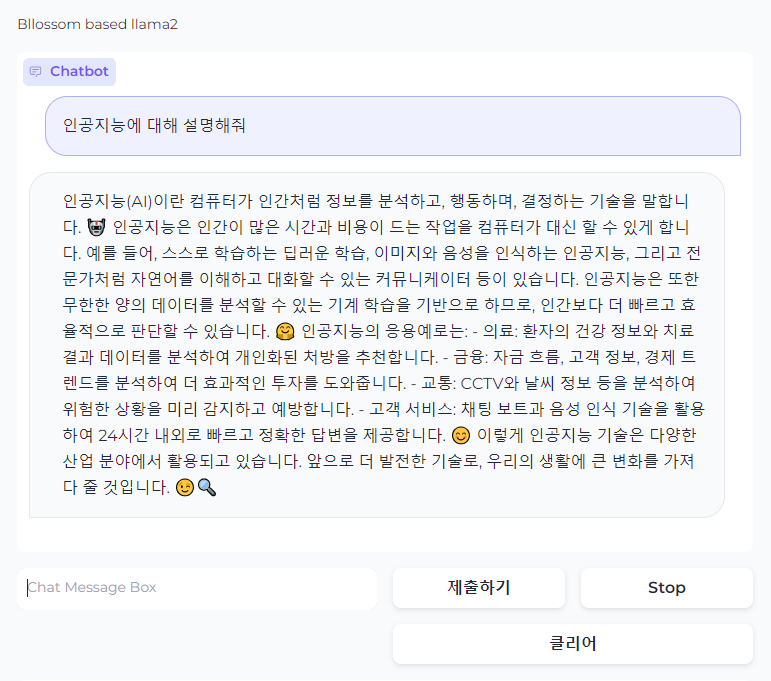 Bllossom based llama2
Chatbot
인공지능에 대해 설명해줘
인공지능(AI)이란 컴퓨터가 인간처럼 정보를 분석하고, 행동하며, 결정하는 기술을 말합니
다. 🤖 인공지능은 인간이 많은 시간과 비용이 드는 작업을 컴퓨터가 대신 할 수 있게 합니
다. 예를 들어, 스스로 학습하는 딥러운 학습, 이미지와 음성을 인식하는 인공지능, 그리고 전
문가처럼 자연어를 이해하고 대화할 수 있는 커뮤니케이터 등이 있습니다. 인공지능은 또한
무한한 양의 데이터를 분석할 수 있는 기계 학습을 기반으로 하므로, 인간보다 더 빠르고 효
율적으로 판단할 수 있습니다. 🤗 인공지능의 응용예로는: - 의료: 환자의 건강 정보와 치료
결과 데이터를 분석하여 개인화된 처방을 추천합니다. - 금융: 자금 흐름, 고객 정보, 경제 트
렌드를 분석하여 더 효과적인 투자를 도와줍니다. - 교통: CCTV와 날씨 정보 등을 분석하여
위험한 상황을 미리 감지하고 예방합니다. - 고객 서비스: 채팅 보트과 음성 인식 기술을 활용
하여 24시간 내외로 빠르고 정확한 답변을 제공합니다. 😊 이렇게 인공지능 기술은 다양한
산업 분야에서 활용되고 있습니다. 앞으로 더 발전한 기술로, 우리의 생활에 큰 변화를 가져
다 줄 것입니다. 😉🔍
Chat Message Box
제출하기
Stop
클리어